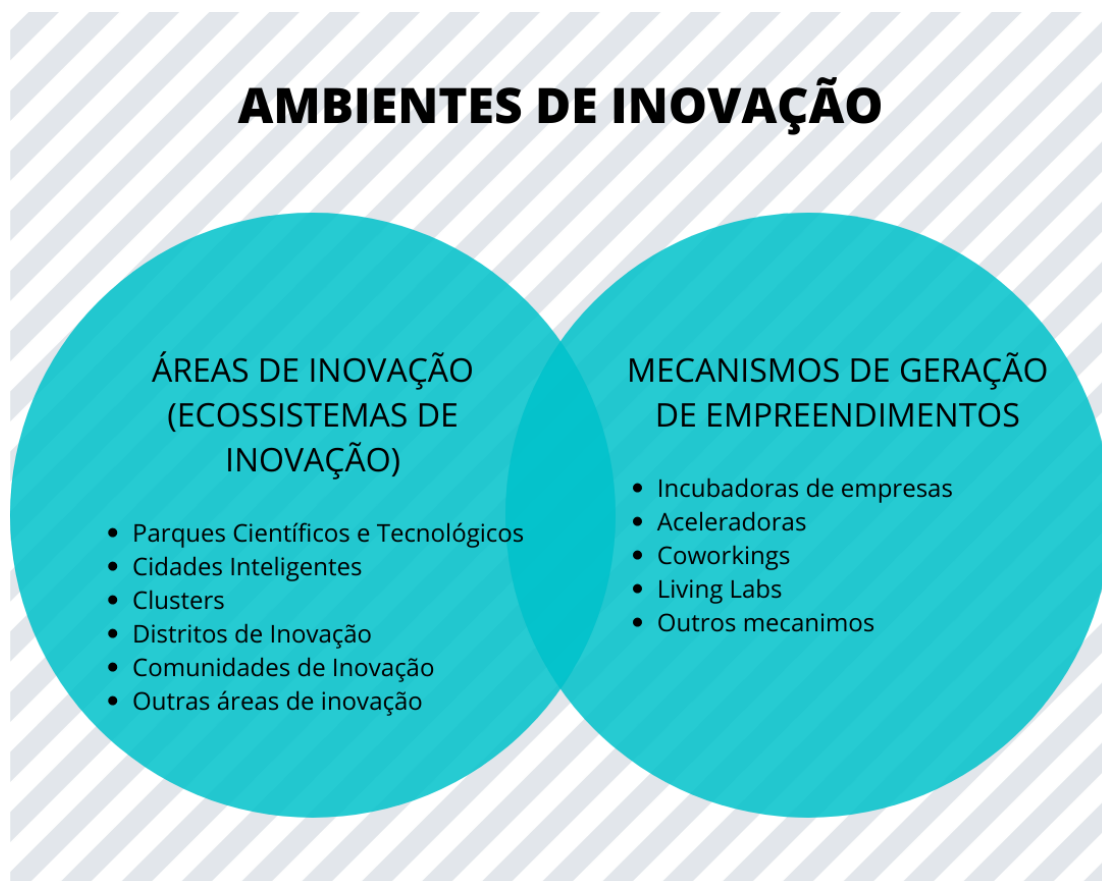 AMBIENTES DE INOVAÇÃO
ÁREAS DE INOVAÇÃO
(ECOSSISTEMAS DE
INOVAÇÃO)
• Parques Científicos e Tecnológicos
• Cidades Inteligentes
• Clusters
• Distritos de Inovação
• Comunidades de Inovação
• Outras áreas de inovação
MECANISMOS DE GERAÇÃO
DE EMPREENDIMENTOS
• Incubadoras de empresas
• Aceleradoras
• Coworkings
• Living Labs
• Outros mecanimos